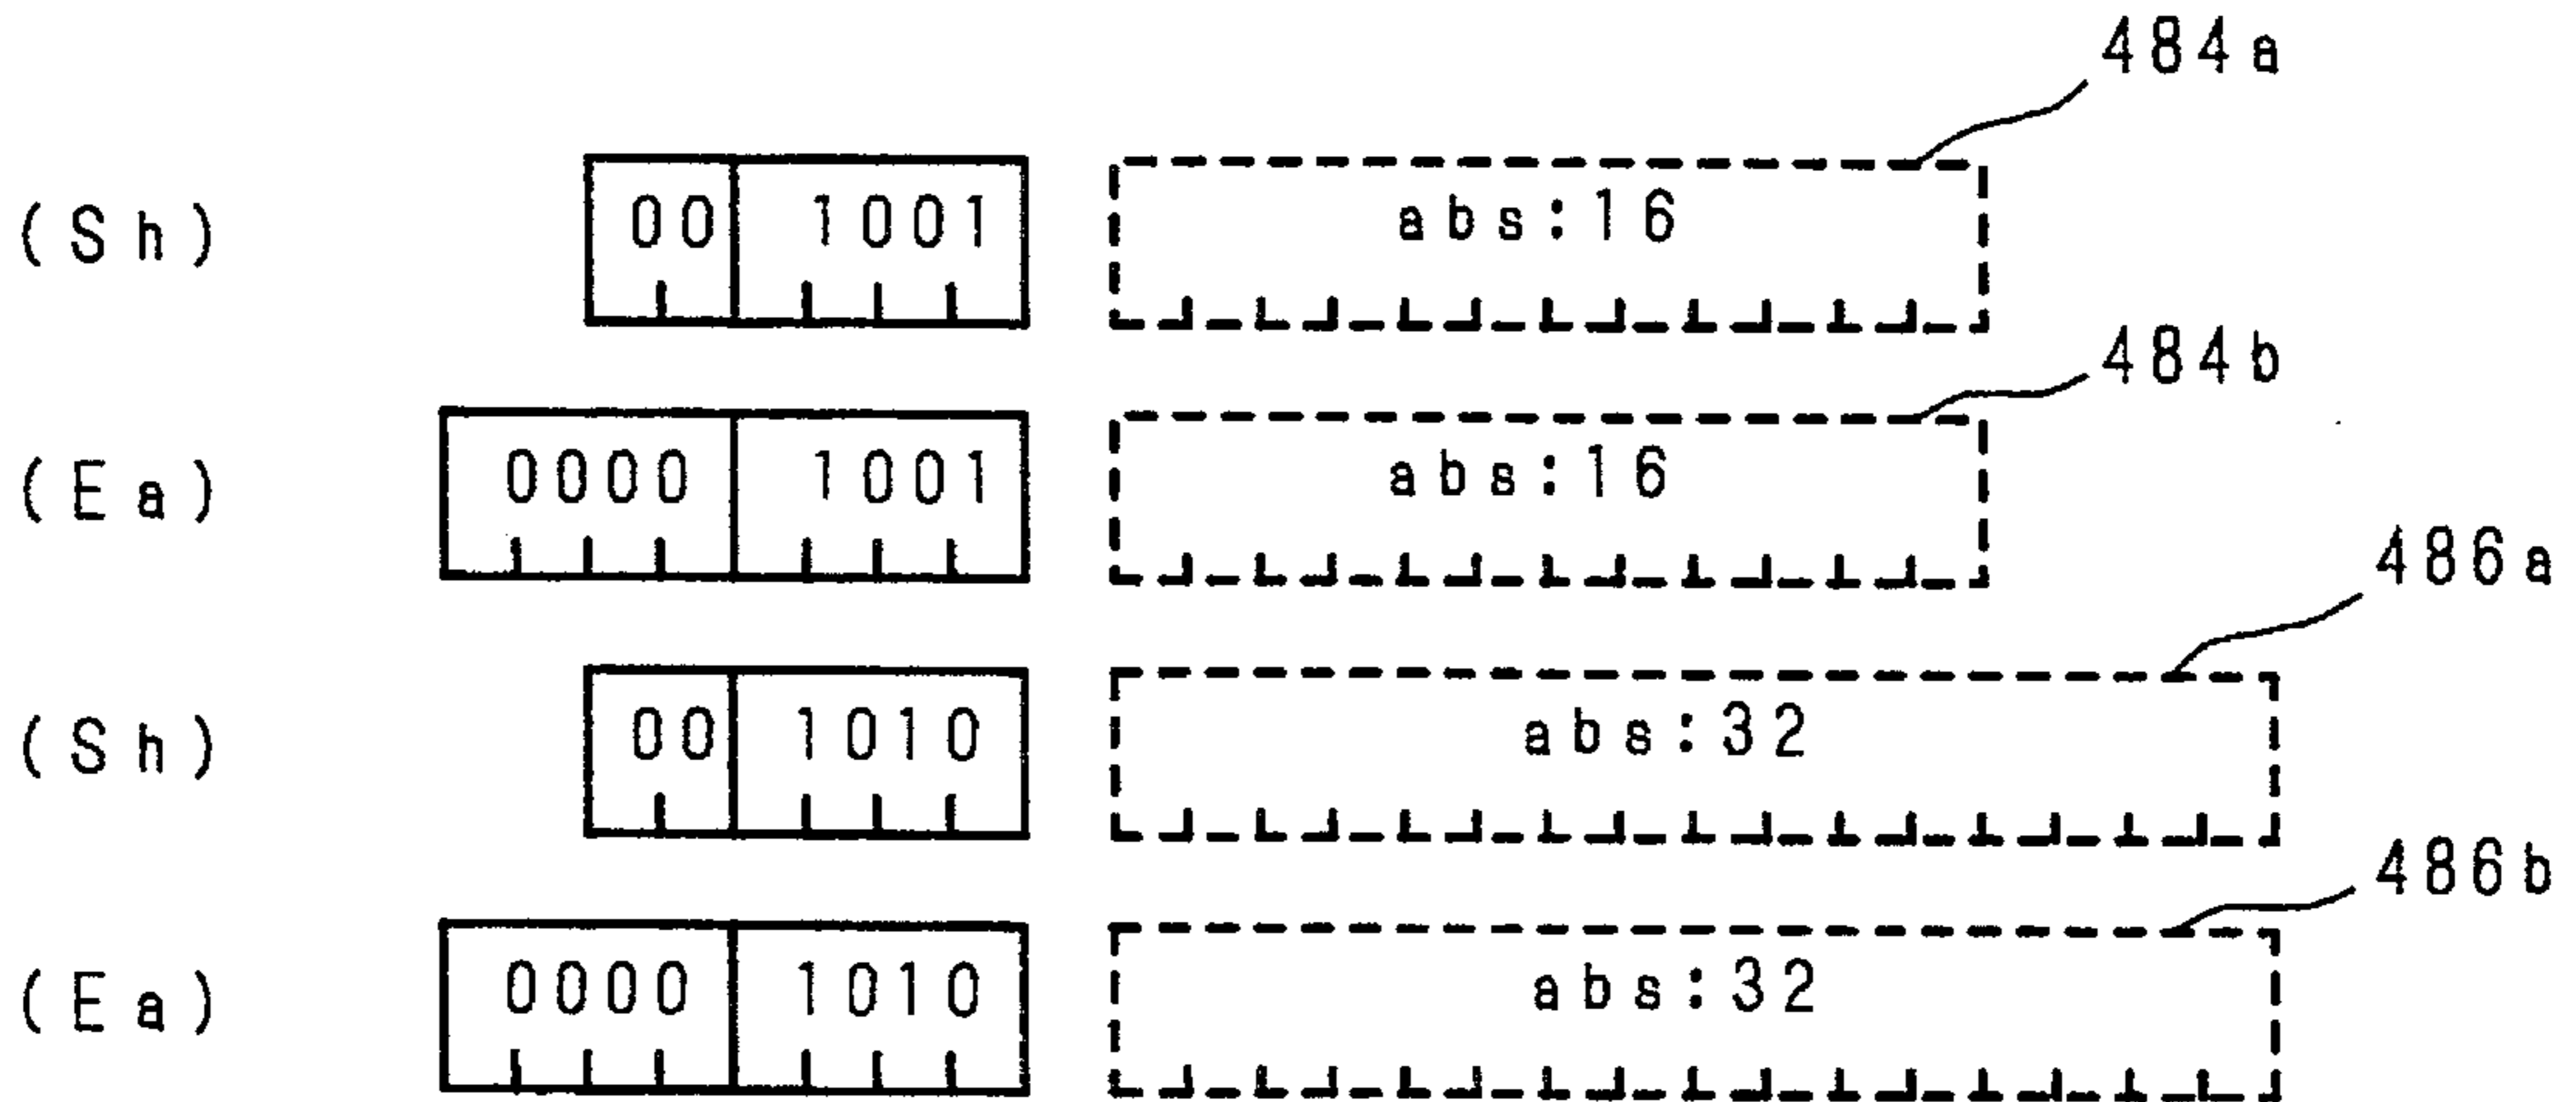 484a
(Sh) 00 1001 abs:16
484b
(Ea) 0000 1001 abs:16
486a
(Sh) 00 1010 abs:32
486b
(Ea) 0000 1010 abs:32